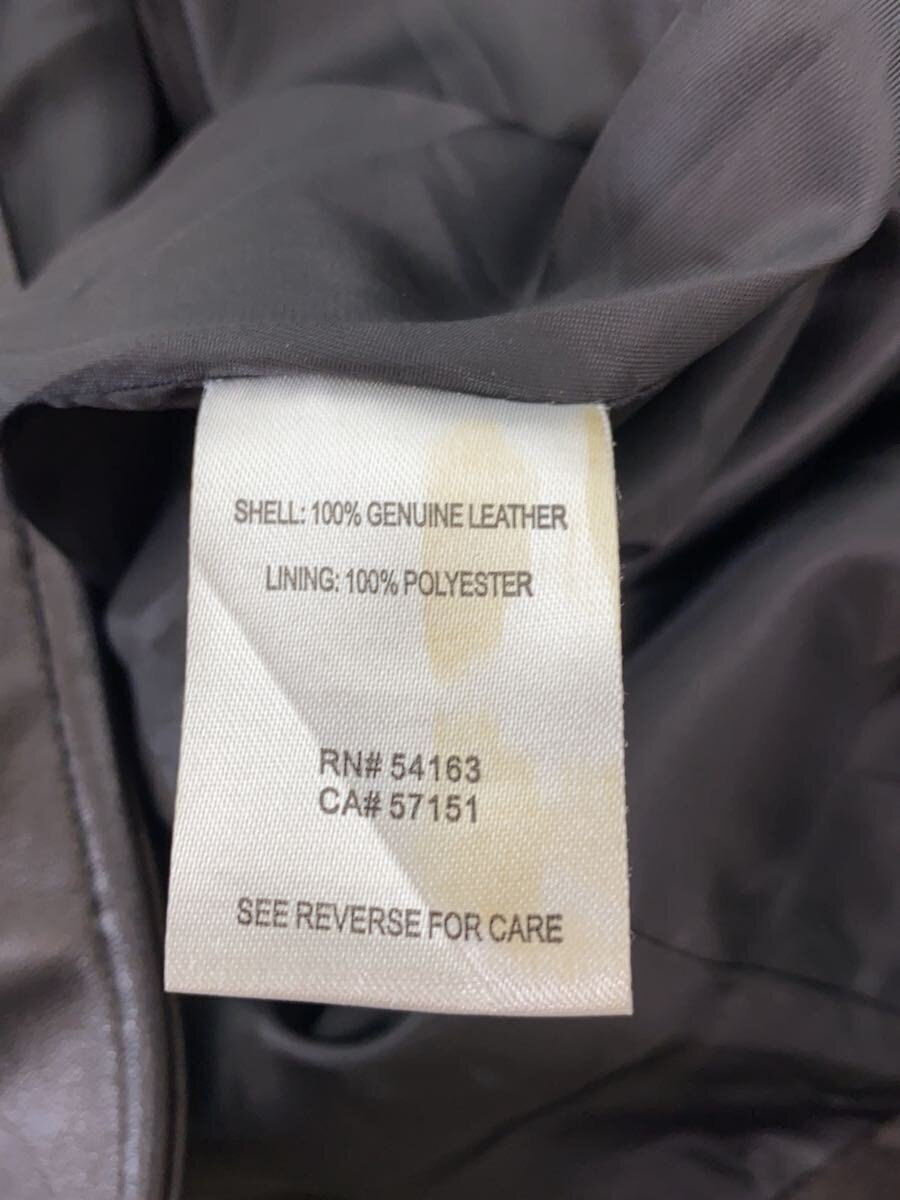 SHELL: 100% GENUINE LEATHER
LINING: 100% POLYESTER
RN# 54163
CA# 57151
SEE REVERSE FOR CARE